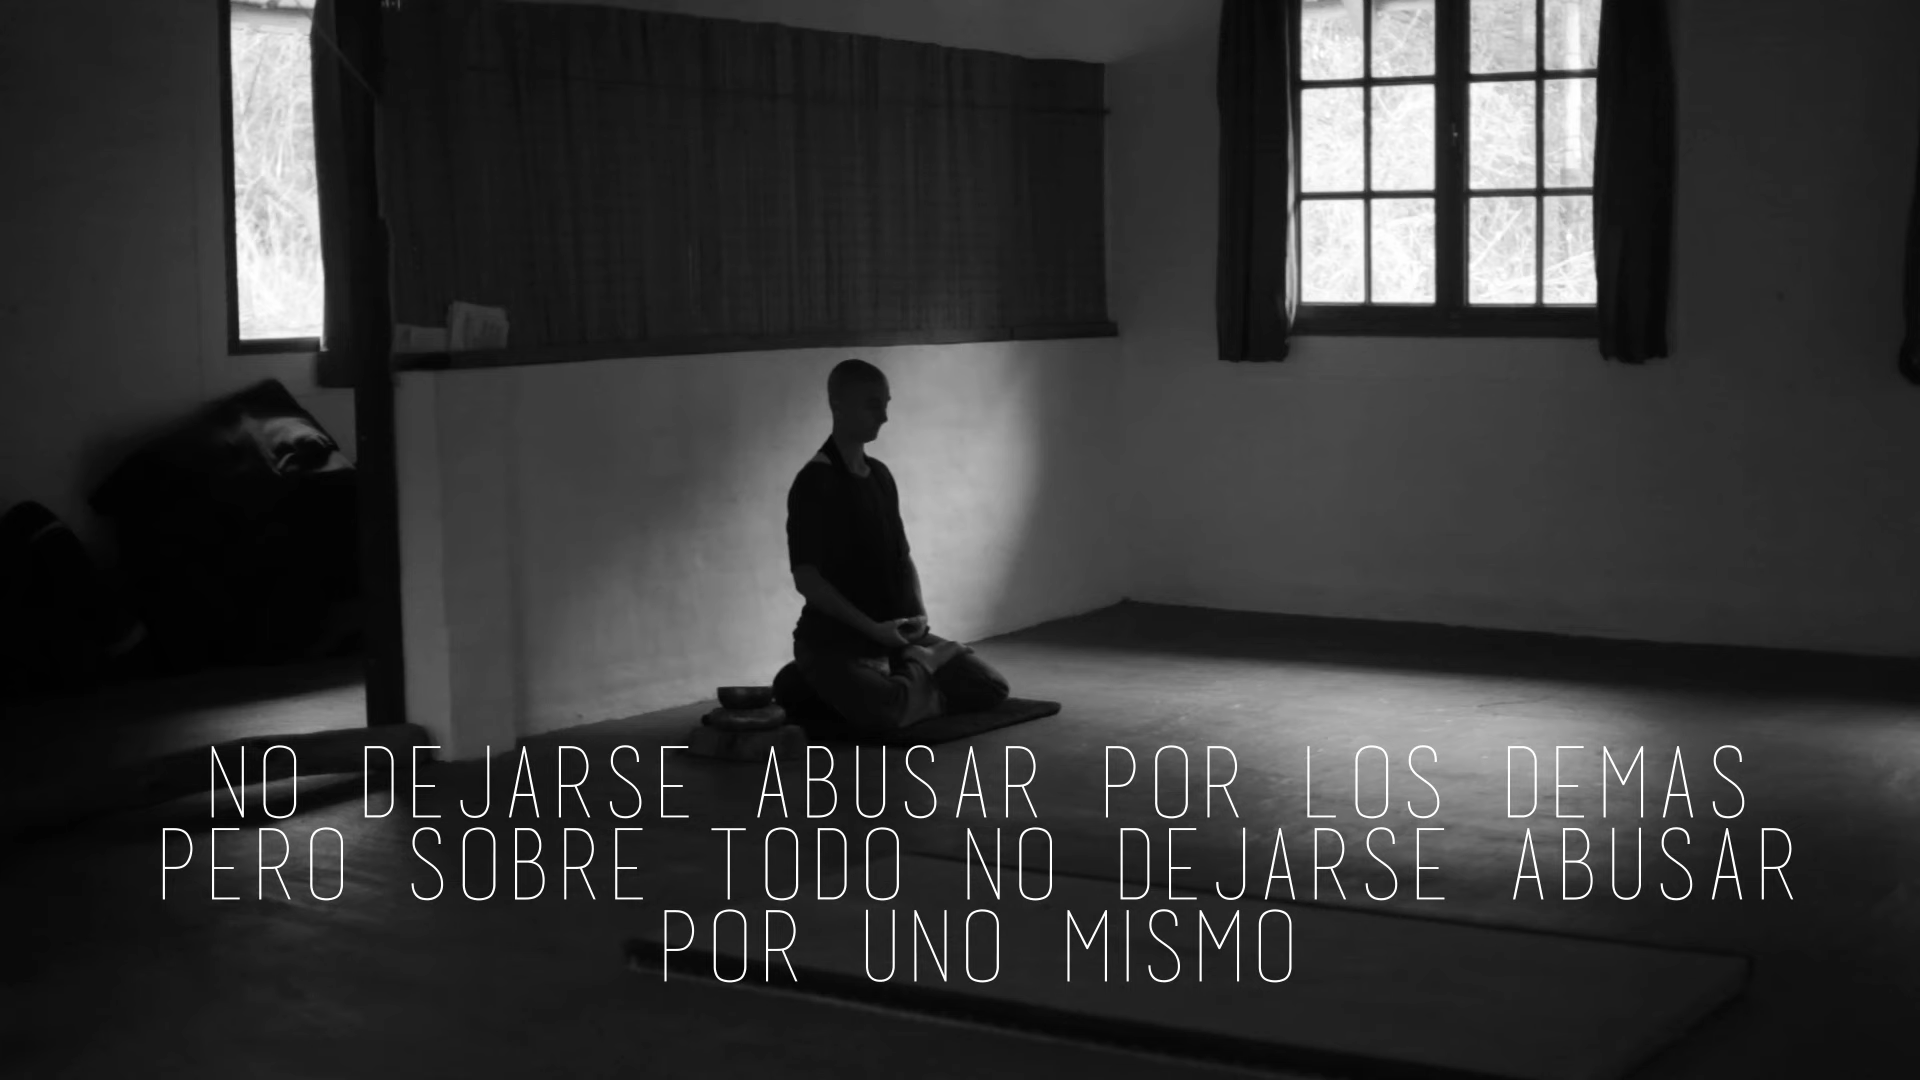 NO DEJARSE ABUSAR POR LOS DEMAS
PERO SOBRE TODO NO DEJARSE ABUSAR
POR UNO MISMO